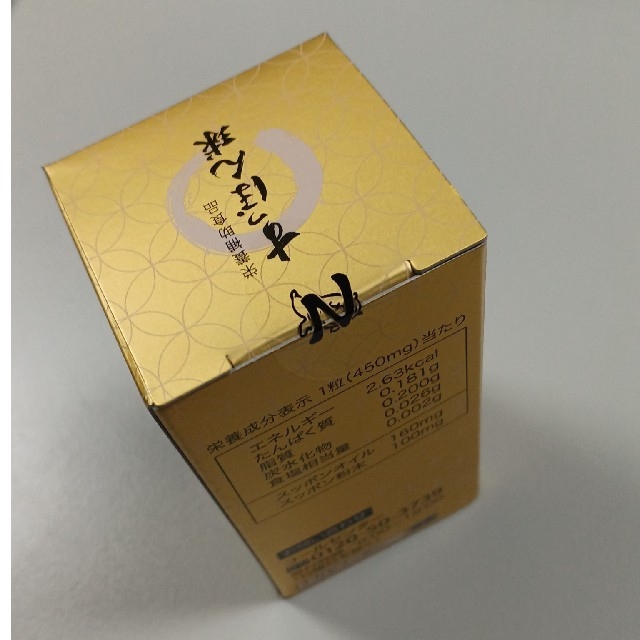 すっぽん球
栄養補助食品
N
栄養成分表示 1粒(450mg)当たり
エネルギー 2.63kcal
たんぱく質 0.181g
脂質 0.200g
炭水化物 0.026g
食塩相当量 0.002g
スッポンオイル 160mg
スッポン粉末 100mg